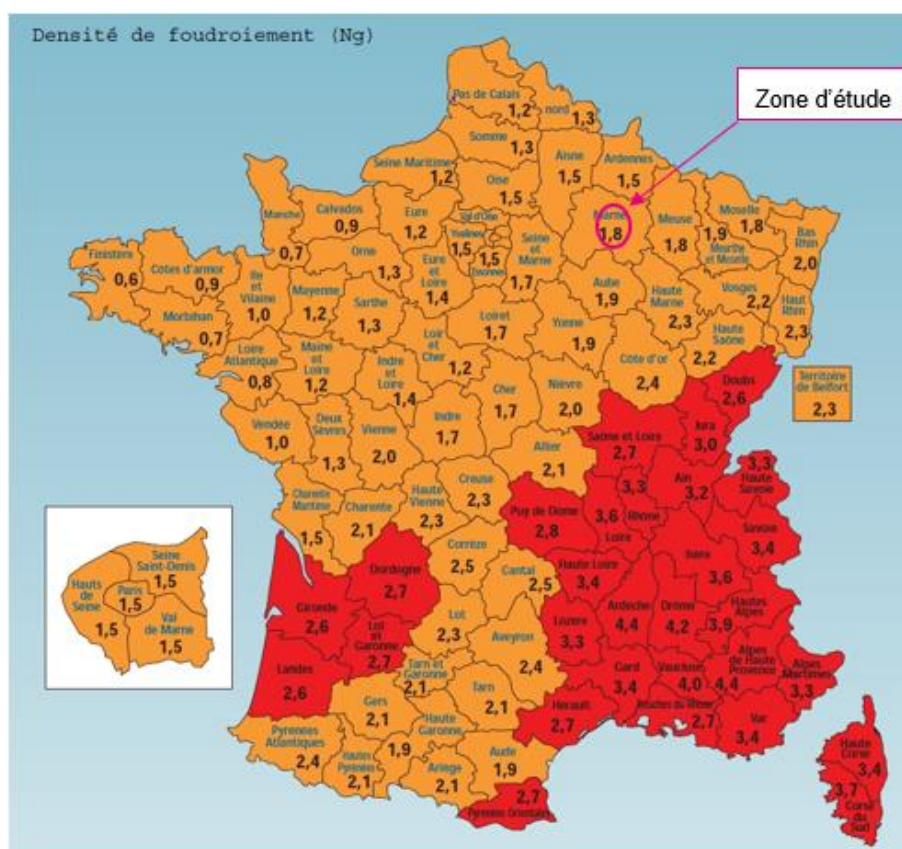 Densité de foudroiement (Ng)
Zone d'étude
Pas de Calais
1,2
nord
1,3
Somme
1,3
Seine Maritime
1,2
Aisne
1,5
Ardennes
1,5
Oise
1,5
Manche
0,7
Calvados
0,9
Eure
1,2
Val d'Oise
Yvelines
1,5
1,5
Essonne
Seine
et
Marne
1,7
Marne
1,8
Meuse
1,8
Moselle
1,8
1,9
Meurthe
et Moselle
Bas
Rhin
2,0
Finistère
0,6
Cotes d'armor
0,9
Morbihan
0,7
Ile
et
Vilaine
1,0
Mayenne
1,2
Orne
1,3
Sarthe
1,3
Eure
et
Loire
1,4
Loiret
1,7
Yonne
1,9
Aube
1,9
Haute
Marne
2,3
Vosges
2,2
Haut
Rhin
2,3
Haute
Saône
2,2
Loire
Atlantique
0,8
Maine
et
Loire
1,2
Indre
et
Loire
1,4
Loir
et
Cher
1,2
Cher
1,7
Nièvre
2,0
Côte d'or
2,4
Doubs
2,6
Territoire
de Belfort
2,3
Vendée
1,0
Deux
Sèvres
1,3
Vienne
2,0
Indre
1,7
Allier
2,1
Saône et Loire
2,7
Jura
3,0
Charente
Maritime
1,5
Charente
2,1
Haute
Vienne
2,3
Creuse
2,3
Puy de Dome
2,8
3,6
Loire
3,3
Rhône
Ain
3,2
3,3
Haute
Savoie
Savoie
3,4
Isère
3,6
Hauts
de
Seine
1,5
Seine
Saint-Denis
1,5
Paris
1,5
Val
de Marne
1,5
Gironde
2,6
Dordogne
2,7
Corrèze
2,5
Cantal
2,5
Haute Loire
3,4
Ardèche
4,4
Drôme
4,2
Hautes
Alpes
3,9
Landes
2,6
Lot
et
Garonne
2,7
Lot
2,3
Aveyron
2,4
Lozère
3,3
Gard
3,4
Vaucluse
4,0
Alpes
de Haute
Provence
4,4
Alpes
Maritimes
3,3
Tarn et
Garonne
2,1
Tarn
2,1
Gers
2,1
Haute
Garonne
1,9
Hérault
2,7
Bouches du Rhône
2,7
Var
3,4
Pyrénées
Atlantiques
2,4
Hautes
Pyrénées
2,1
Ariège
2,1
Aude
1,9
2,7
Pyrénées Orientales
Haute
Corse
3,4
3,7
Corse
du
Sud